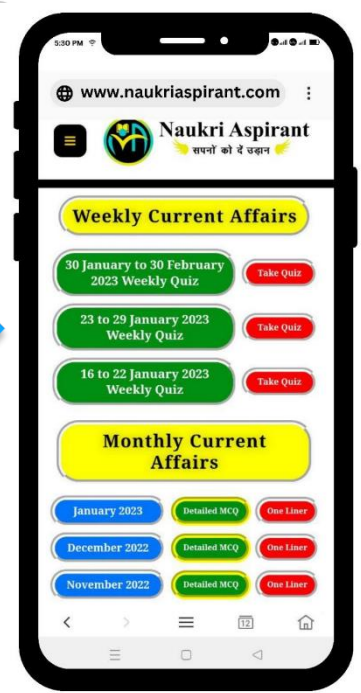 5:30 PM
www.naukriaspirant.com
Naukri Aspirant
सपनों को दें उड़ान
Weekly Current Affairs
30 January to 30 February
2023 Weekly Quiz
Take Quiz
23 to 29 January 2023
Weekly Quiz
Take Quiz
16 to 22 January 2023
Weekly Quiz
Take Quiz
Monthly Current
Affairs
January 2023 Detailed MCQ One Liner
December 2022 Detailed MCQ One Liner
November 2022 Detailed MCQ One Liner
12